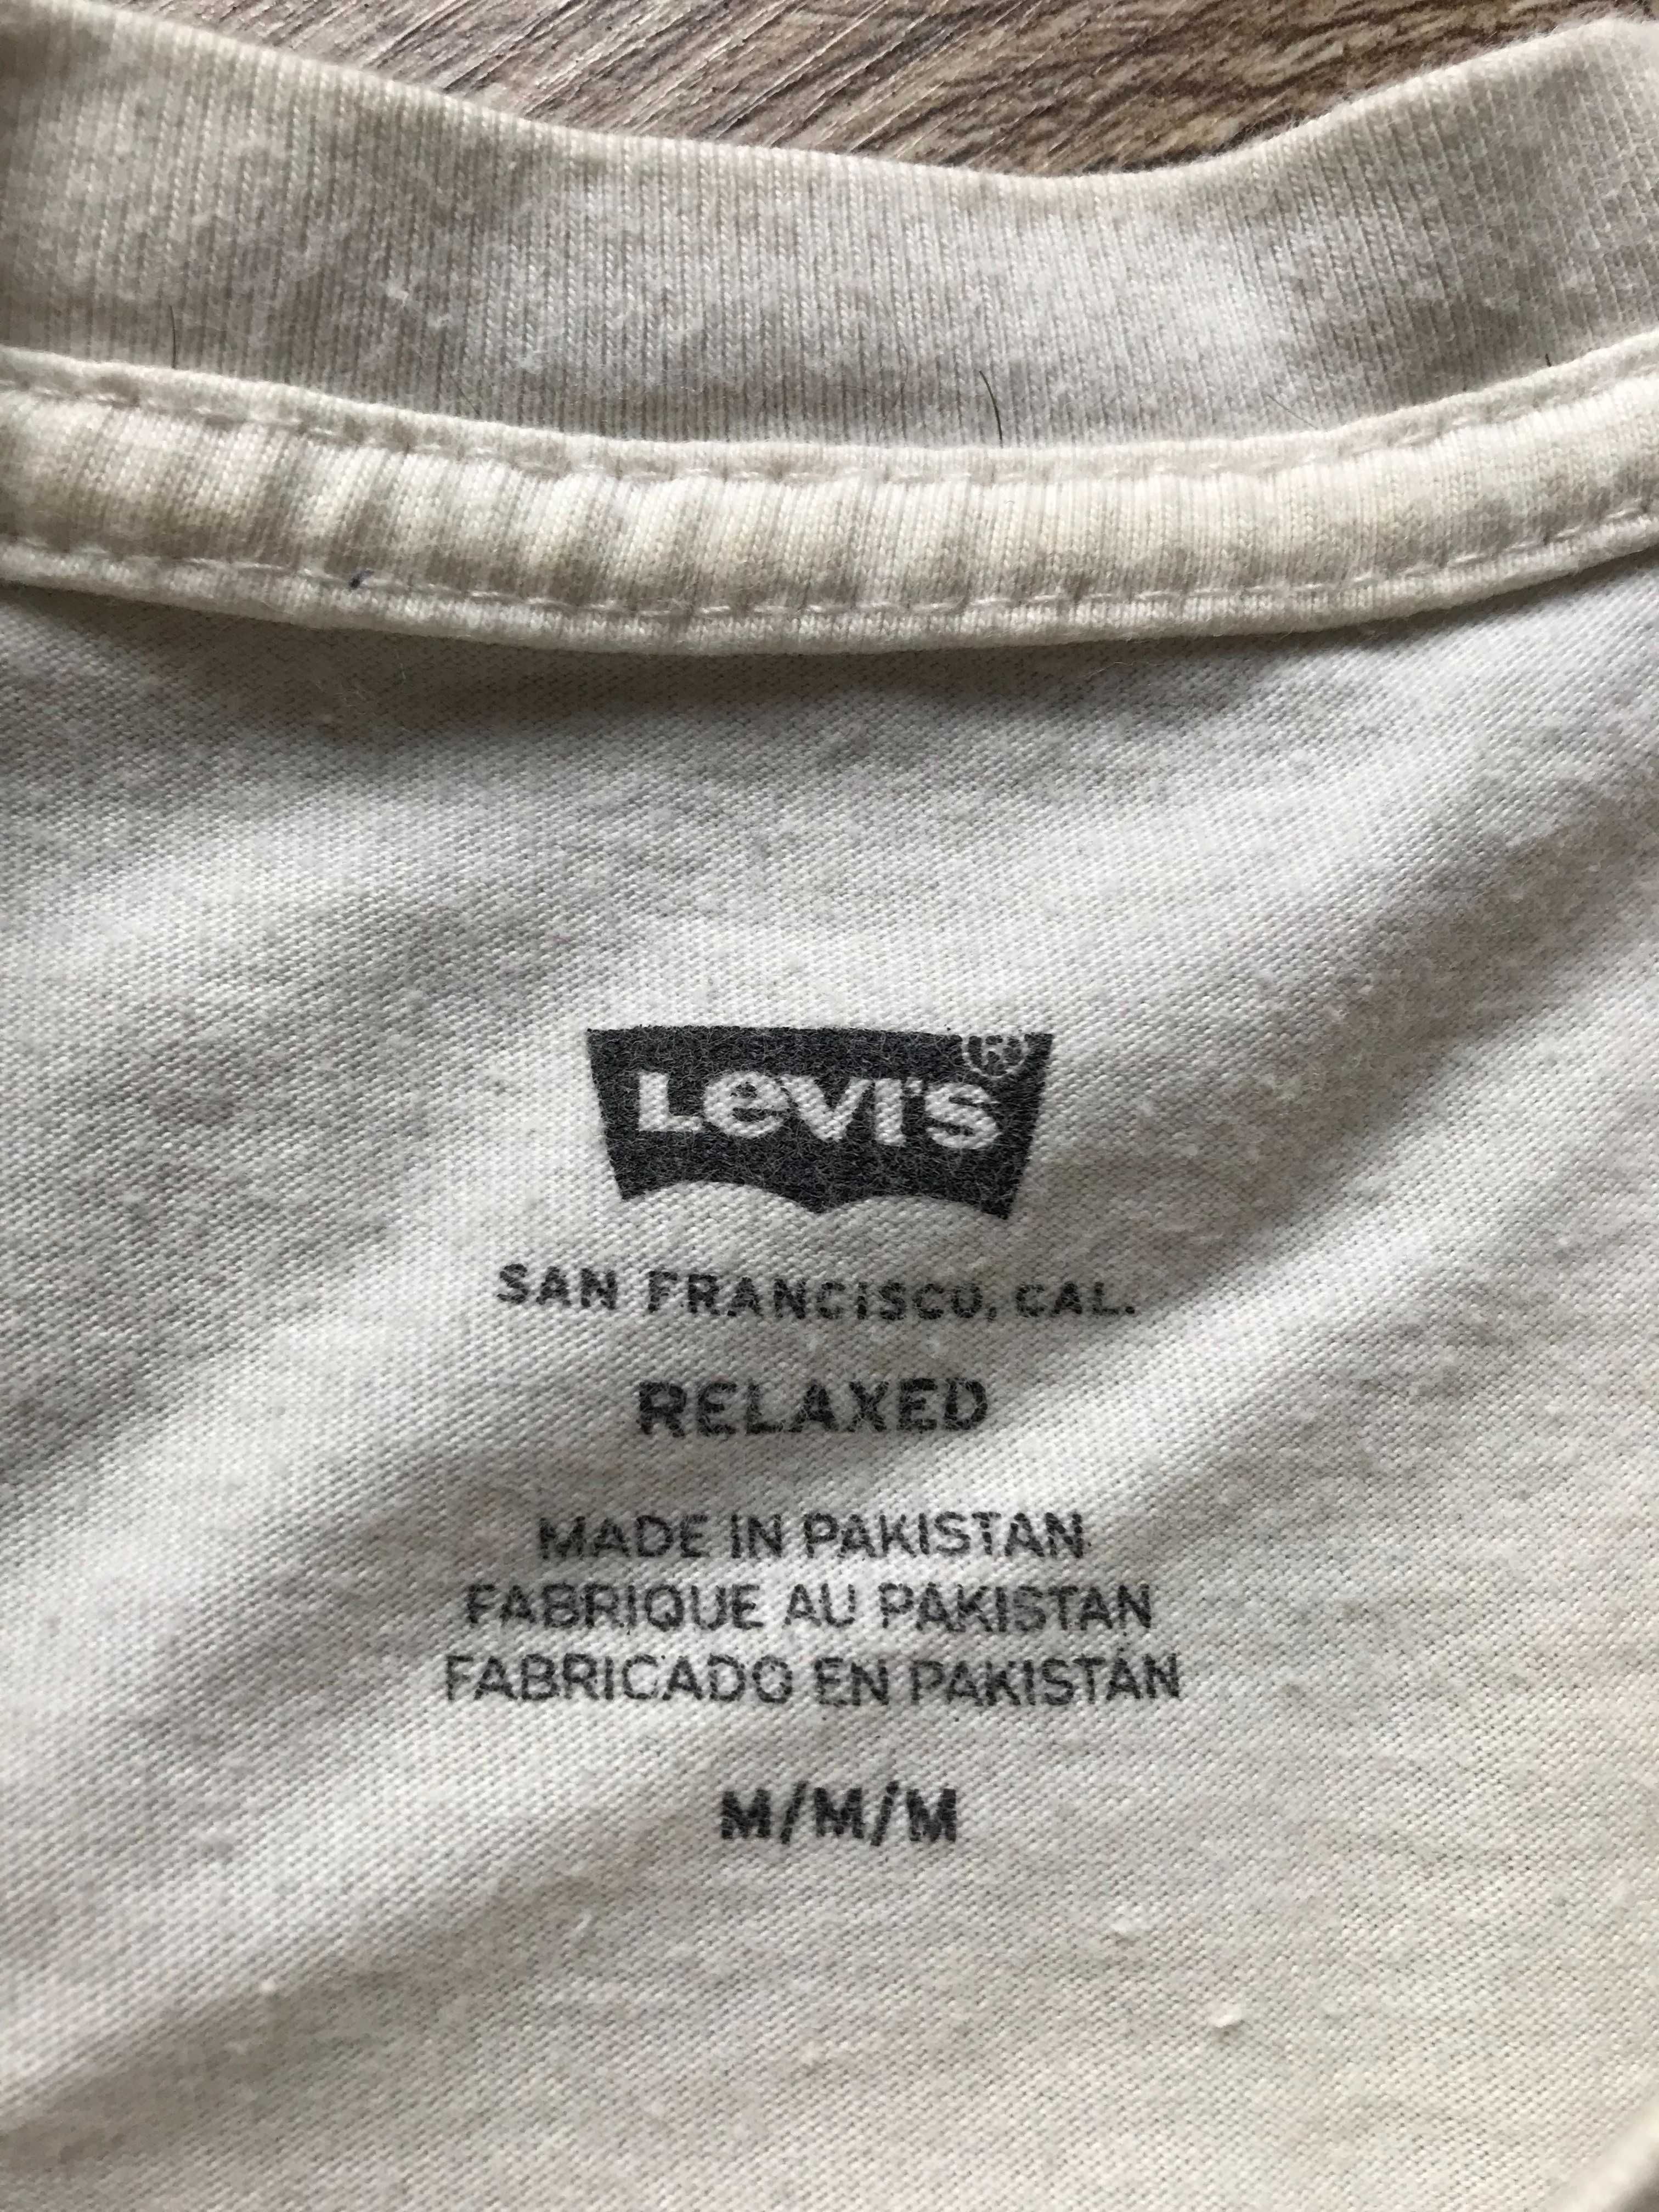 Levi's®
SAN FRANCISCO, CAL.
RELAXED
MADE IN PAKISTAN
FABRIQUE AU PAKISTAN
FABRICADO EN PAKISTÁN
M/M/M